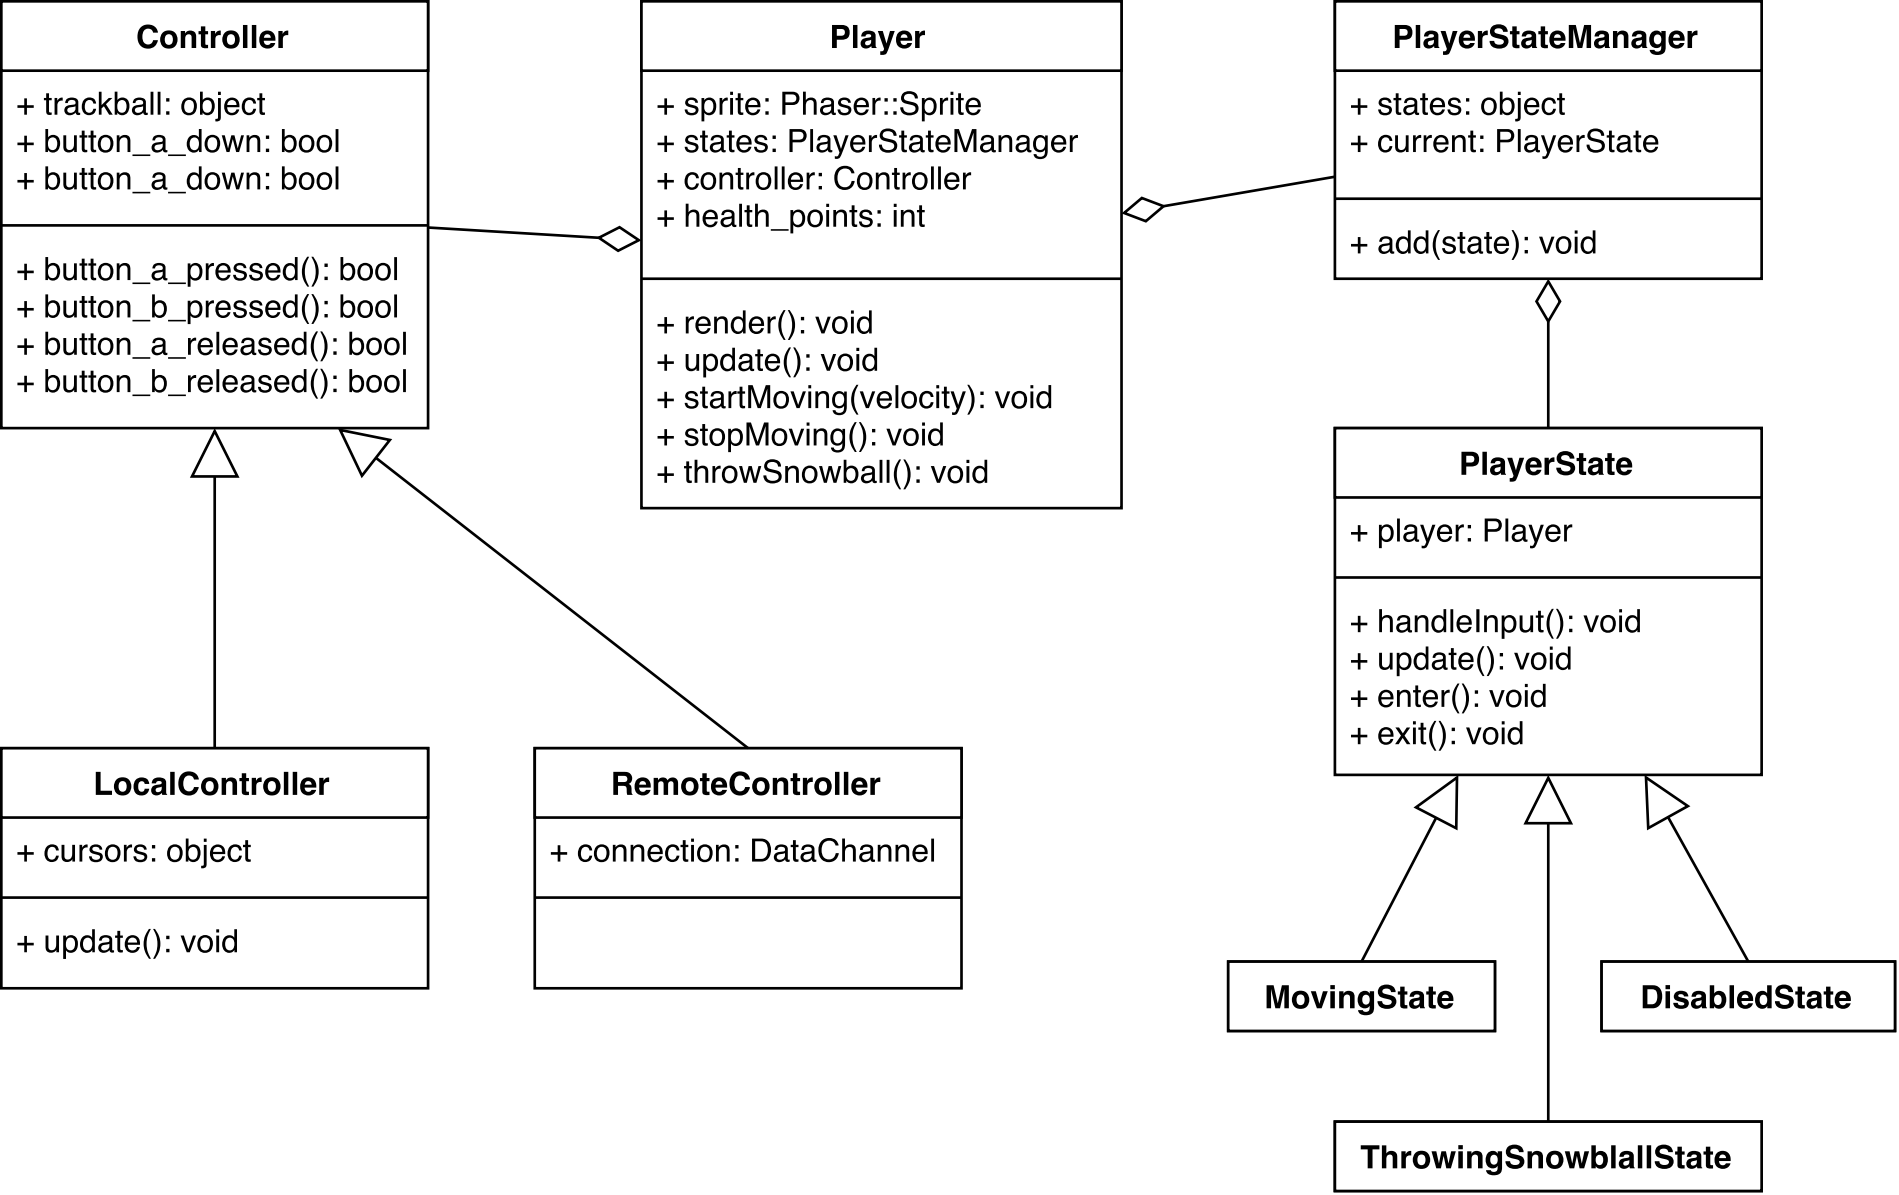 Controller
+ trackball: object
+ button_a_down: bool
+ button_a_down: bool
+ button_a_pressed(): bool
+ button_b_pressed(): bool
+ button_a_released(): bool
+ button_b_released(): bool
Player
+ sprite: Phaser::Sprite
+ states: PlayerStateManager
+ controller: Controller
+ health_points: int
+ render(): void
+ update(): void
+ startMoving(velocity): void
+ stopMoving(): void
+ throwSnowball(): void
PlayerStateManager
+ states: object
+ current: PlayerState
+ add(state): void
PlayerState
+ player: Player
+ handleInput(): void
+ update(): void
+ enter(): void
+ exit(): void
LocalController
+ cursors: object
+ update(): void
RemoteController
+ connection: DataChannel
MovingState
DisabledState
ThrowingSnowblallState